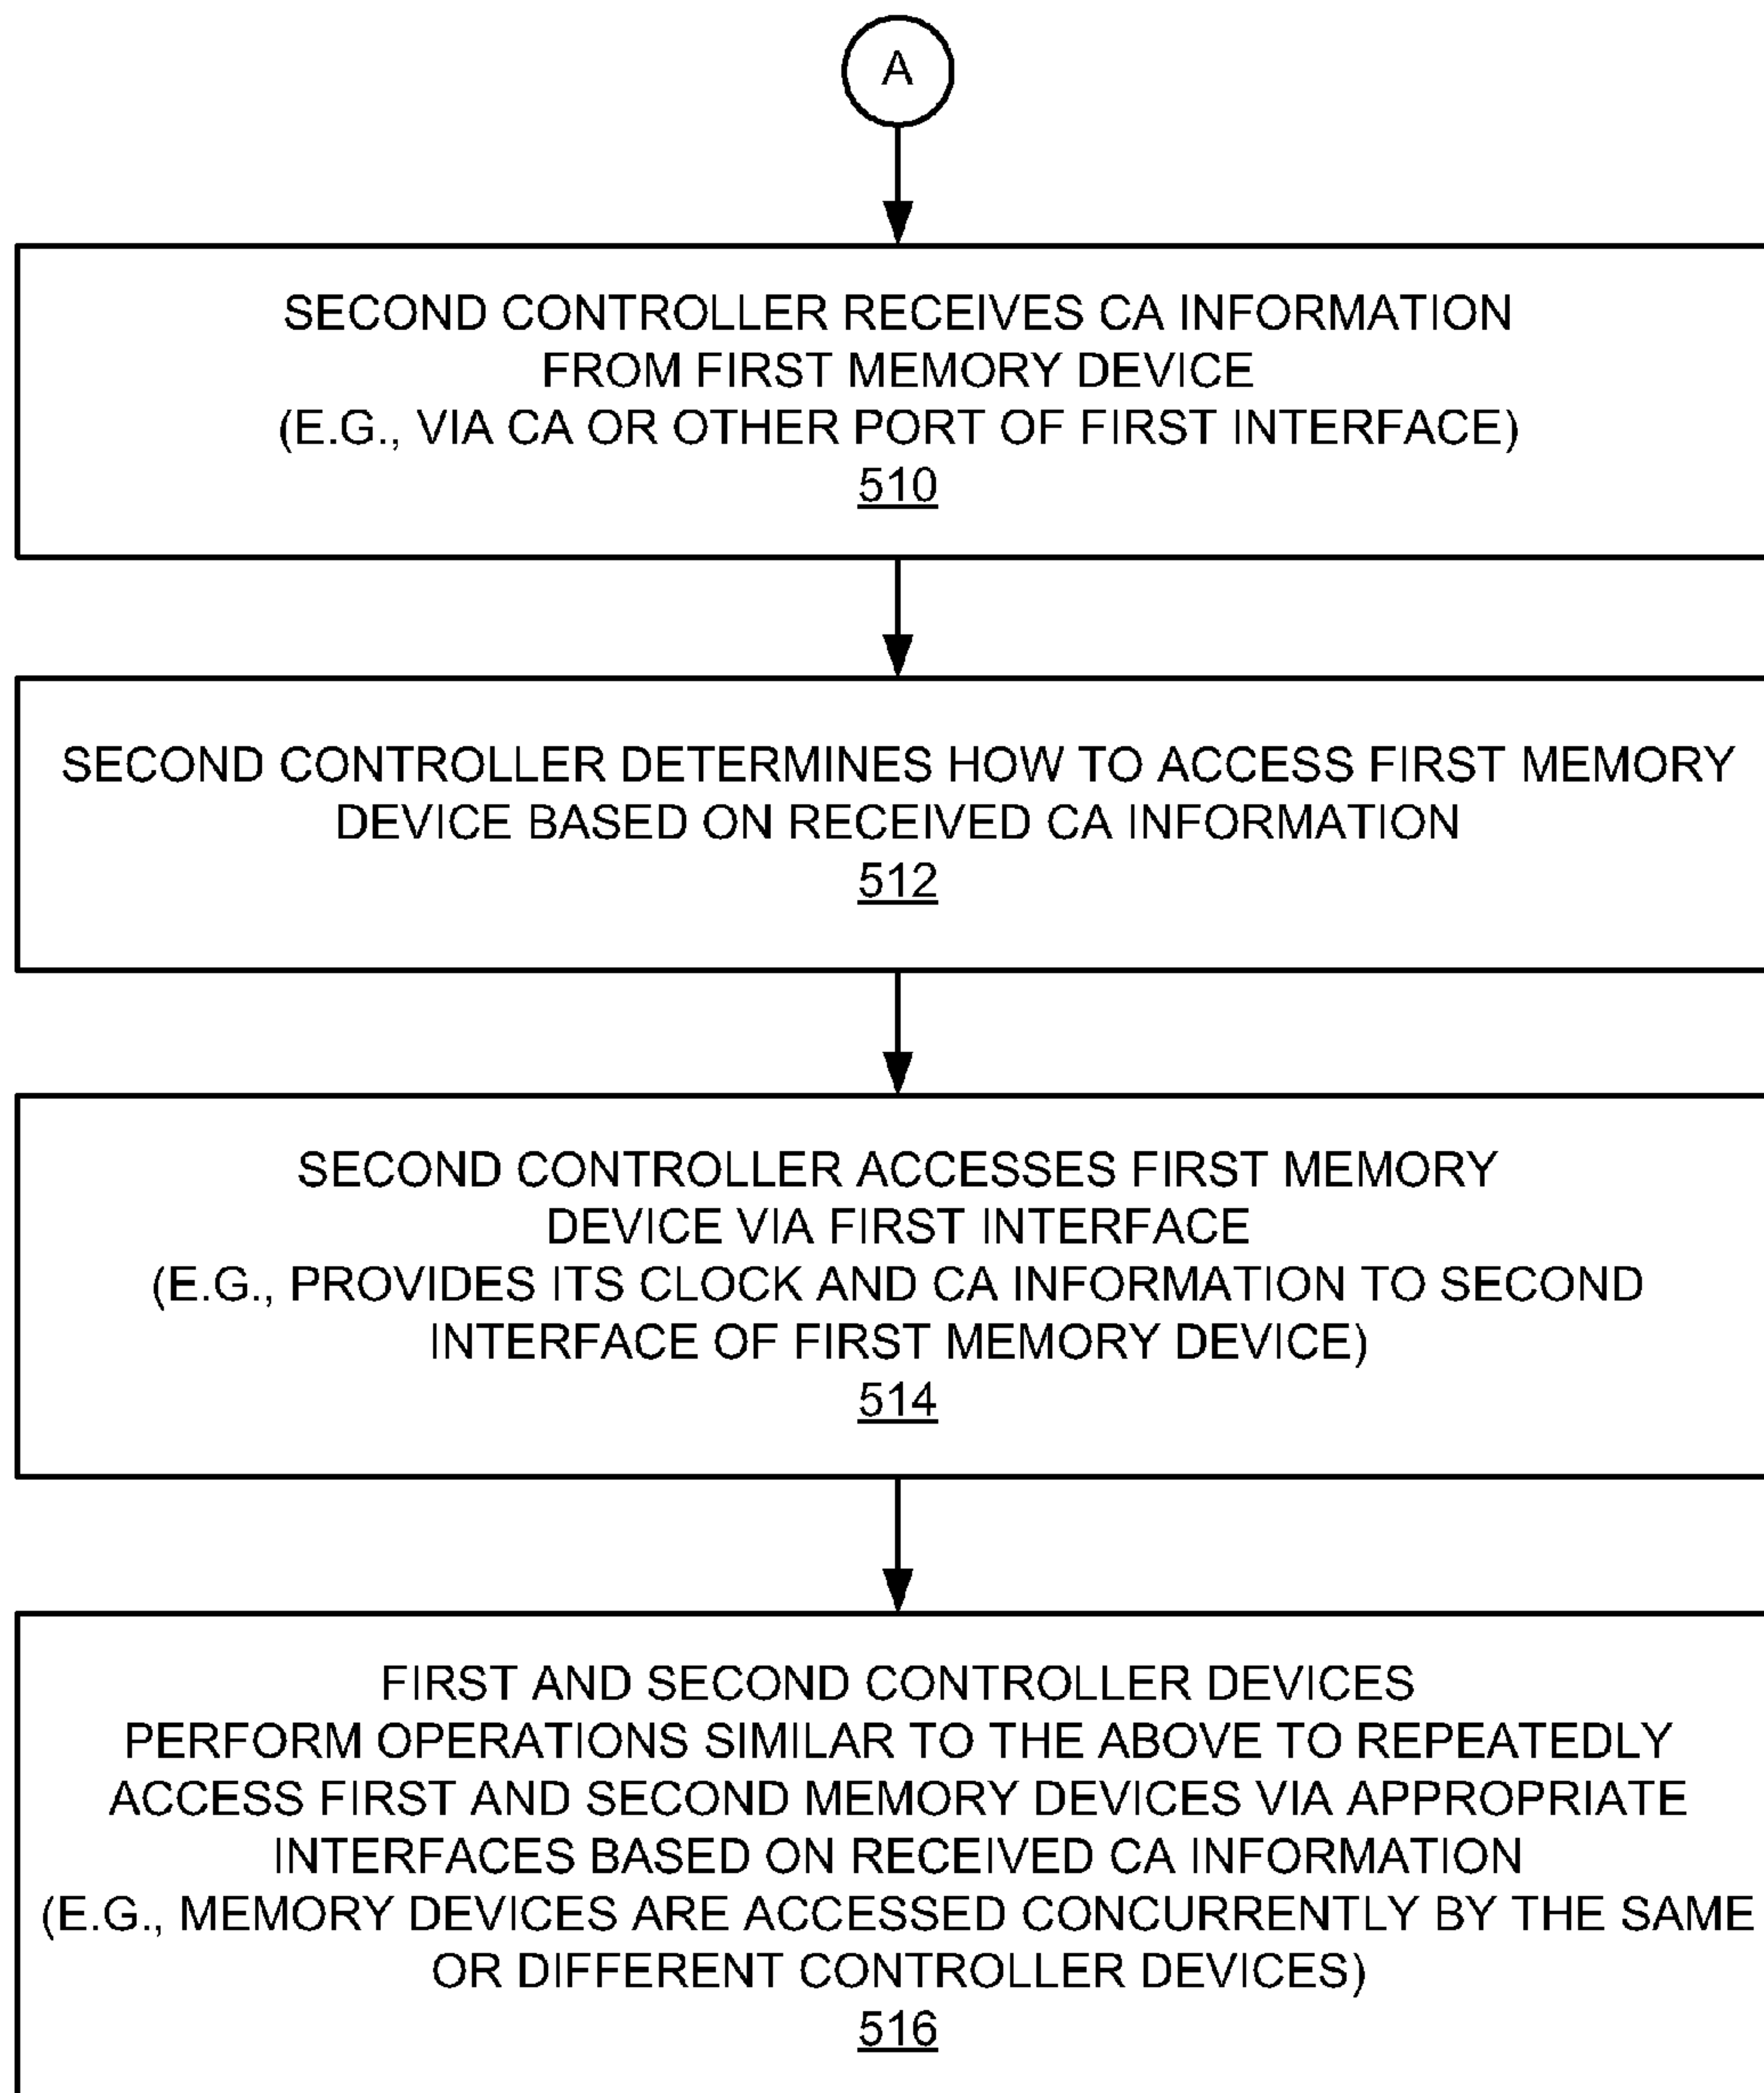 A
SECOND CONTROLLER RECEIVES CA INFORMATION
FROM FIRST MEMORY DEVICE
(E.G., VIA CA OR OTHER PORT OF FIRST INTERFACE)
510
SECOND CONTROLLER DETERMINES HOW TO ACCESS FIRST MEMORY
DEVICE BASED ON RECEIVED CA INFORMATION
512
SECOND CONTROLLER ACCESSES FIRST MEMORY
DEVICE VIA FIRST INTERFACE
(E.G., PROVIDES ITS CLOCK AND CA INFORMATION TO SECOND
INTERFACE OF FIRST MEMORY DEVICE)
514
FIRST AND SECOND CONTROLLER DEVICES
PERFORM OPERATIONS SIMILAR TO THE ABOVE TO REPEATEDLY
ACCESS FIRST AND SECOND MEMORY DEVICES VIA APPROPRIATE
INTERFACES BASED ON RECEIVED CA INFORMATION
(E.G., MEMORY DEVICES ARE ACCESSED CONCURRENTLY BY THE SAME
OR DIFFERENT CONTROLLER DEVICES)
516